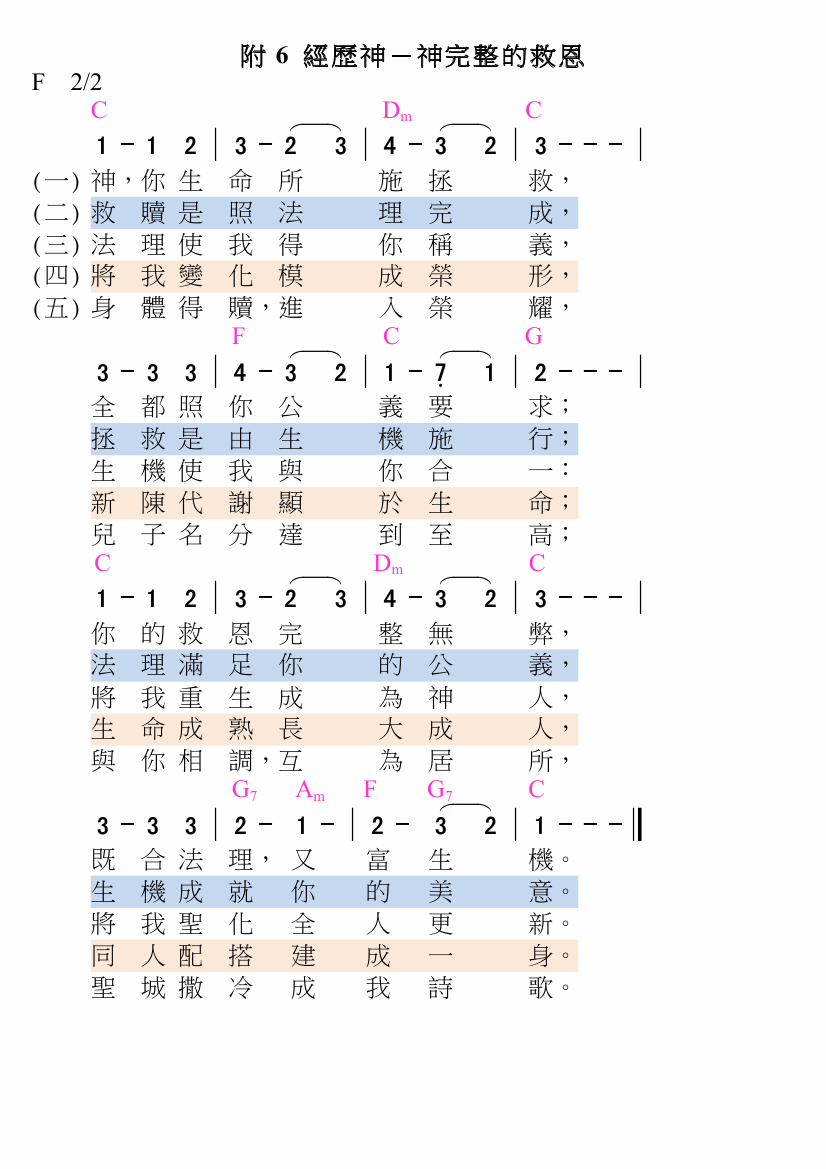 附 6 經歷神－神完整的救恩
F 2/2
C Dm C
1 - 1 2 | 3 - 2 3 | 4 - 3 2 | 3 - - - |
(一) 神，你 生 命 所 施 拯 救，
(二) 救 贖 是 照 法 理 完 成，
(三) 法 理 使 我 得 你 稱 義，
(四) 將 我 變 化 模 成 榮 形，
(五) 身 體 得 贖，進 入 榮 耀，
F C G
3 - 3 3 | 4 - 3 2 | 1 - 7̣ 1 | 2 - - - |
全 都 照 你 公 義 要 求；
拯 救 是 由 生 機 施 行；
生 機 使 我 與 你 合 一：
新 陳 代 謝 顯 於 生 命；
兒 子 名 分 達 到 至 高；
C Dm C
1 - 1 2 | 3 - 2 3 | 4 - 3 2 | 3 - - - |
你 的 救 恩 完 整 無 弊，
法 理 滿 足 你 的 公 義，
將 我 重 生 成 為 神 人，
生 命 成 熟 長 大 成 人，
與 你 相 調，互 為 居 所，
G7 Am F G7 C
3 - 3 3 | 2 - 1 - | 2 - 3 2 | 1 - - - ‖
既 合 法 理，又 富 生 機。
生 機 成 就 你 的 美 意。
將 我 聖 化 全 人 更 新。
同 人 配 搭 建 成 一 身。
聖 城 撒 冷 成 我 詩 歌。